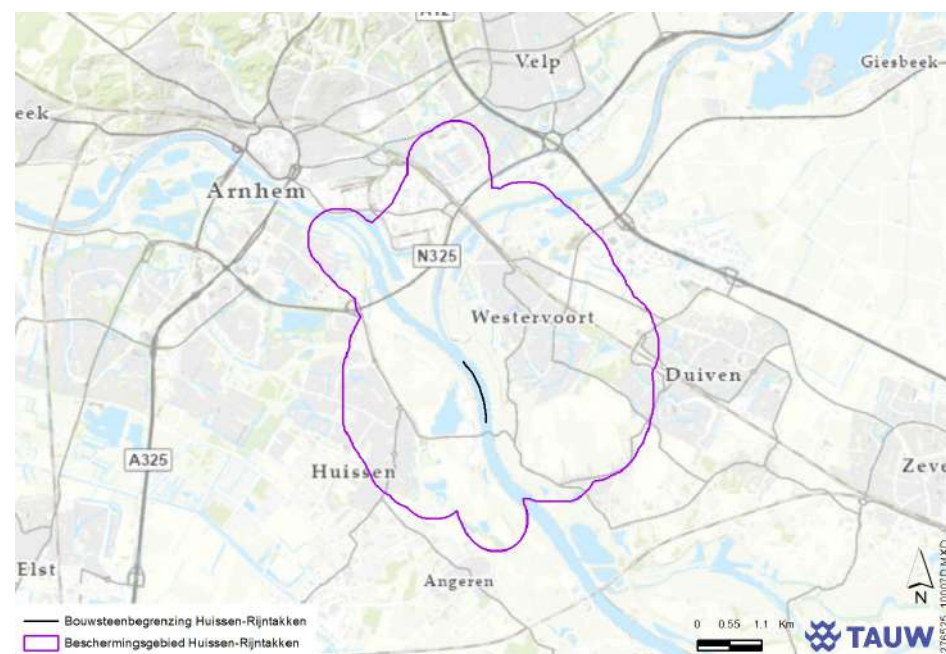 A12
Velp
Giesbeek
eek
Arnhem
N325
Westervoort
Duiven
A325
Huissen
Zeve
Elst
Angeren
N
Bouwsteenbegrenzing Huissen-Rijntakken
Beschermingsgebied Huissen-Rijntakken
0 0.55 1.1 Km
TAUW